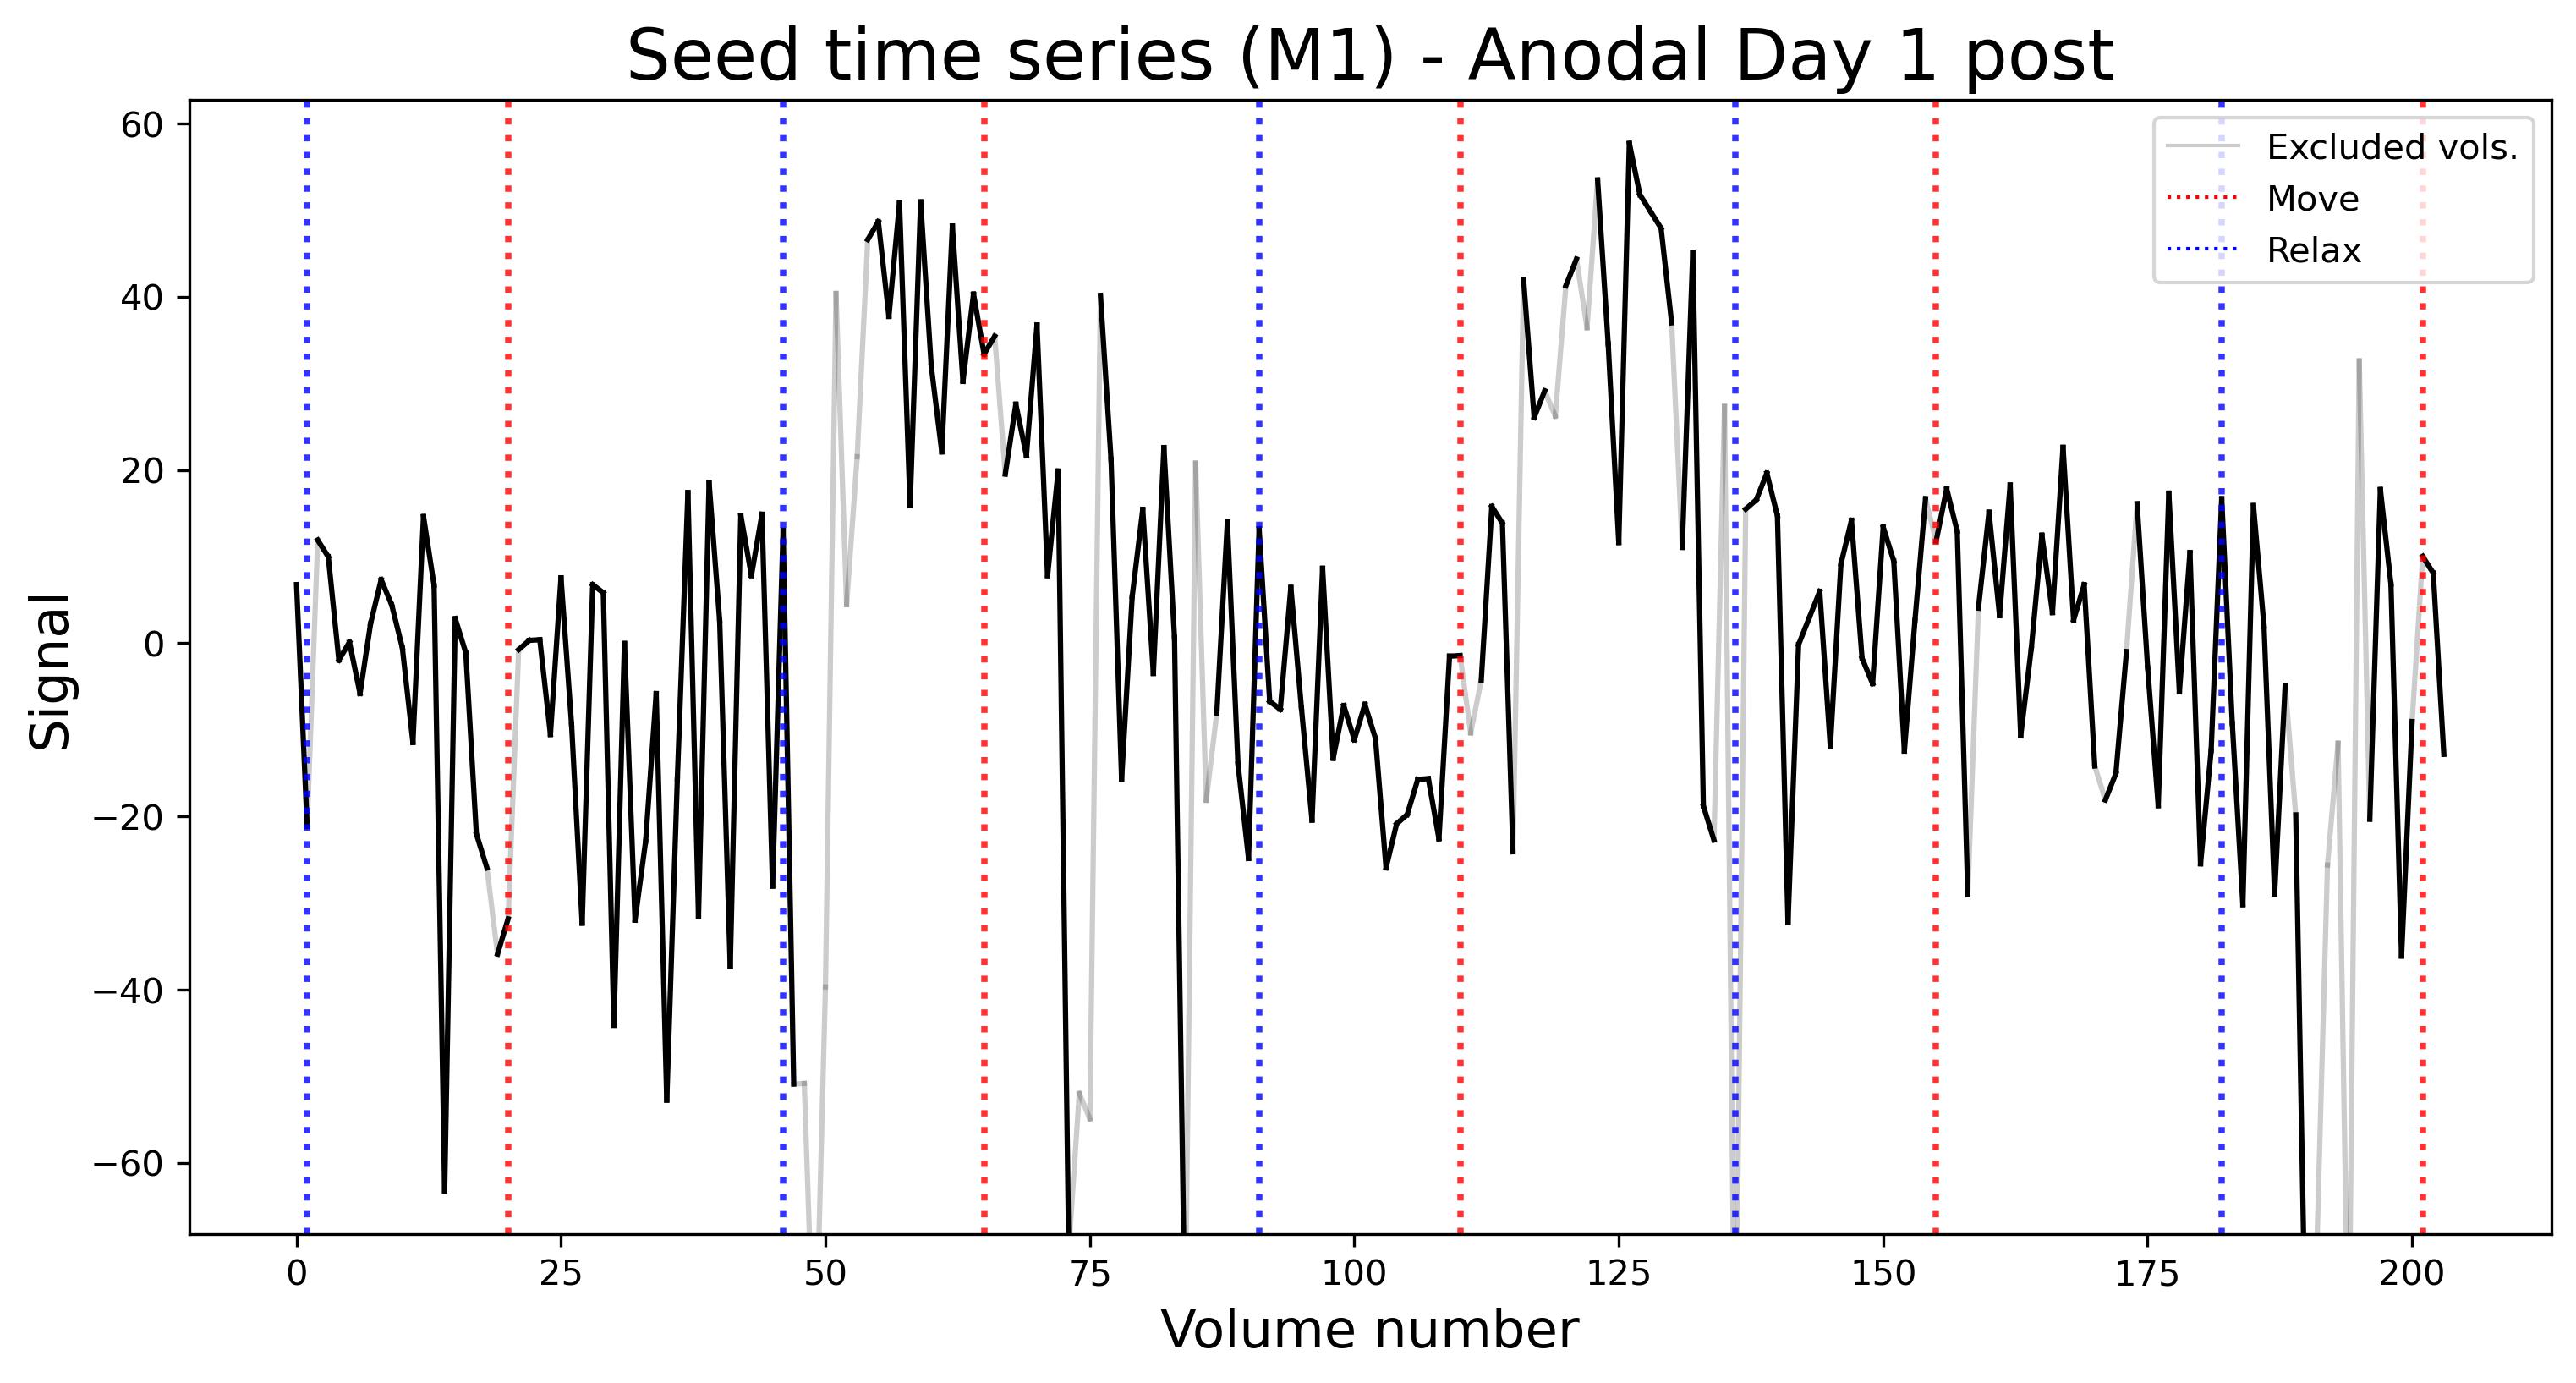 Seed time series (M1) - Anodal Day 1 post
60
40
20
0
−20
−40
−60
Signal
Excluded vols.
Move
Relax
0 25 50 75 100 125 150 175 200
Volume number